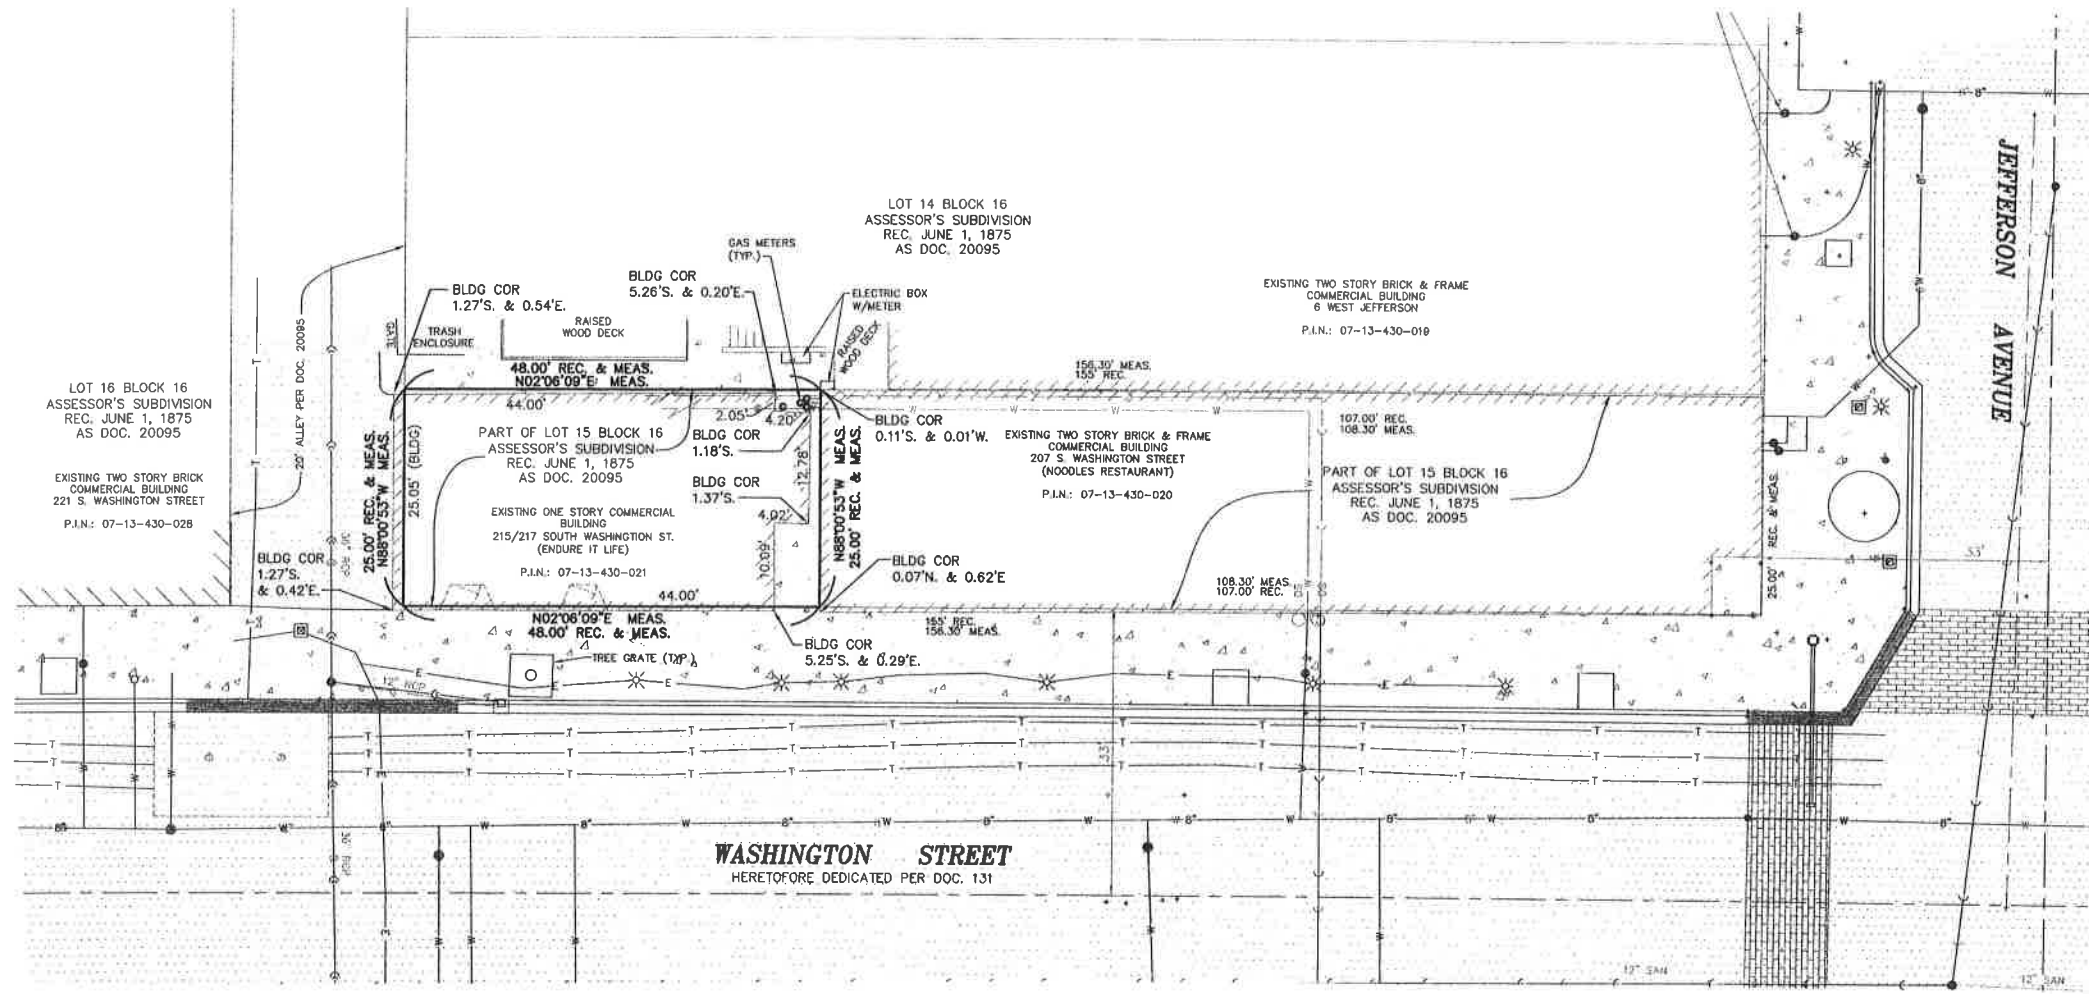 LOT 14 BLOCK 16
ASSESSOR'S SUBDIVISION
REC. JUNE 1, 1875
AS DOC. 20095
GAS METERS
(TYP.)
BLDG COR
5.26'S. & 0.20'E.
BLDG COR
1.27'S. & 0.54'E.
ELECTRIC BOX
W/METER
RAISED
WOOD DECK
RAISED
WOOD DECK
GATE
TRASH
ENCLOSURE
EXISTING TWO STORY BRICK & FRAME
COMMERCIAL BUILDING
6 WEST JEFFERSON
P.I.N.: 07-13-430-019
JEFFERSON AVENUE
20' ALLEY PER DOC. 20095
48.00' REC. & MEAS.
N02°06'09"E MEAS.
156.30' MEAS.
155' REC.
LOT 16 BLOCK 16
ASSESSOR'S SUBDIVISION
REC. JUNE 1, 1875
AS DOC. 20095
EXISTING TWO STORY BRICK
COMMERCIAL BUILDING
221 S. WASHINGTON STREET
P.I.N.: 07-13-430-028
44.00'
2.05'
4.20'
PART OF LOT 15 BLOCK 16
ASSESSOR'S SUBDIVISION
REC. JUNE 1, 1875
AS DOC. 20095
BLDG COR
1.18'S.
BLDG COR
1.37'S.
12.78'
4.02'
10.09'
25.05' (BLDG)
25.00' REC. & MEAS.
N88°00'53"W MEAS.
N88°00'53"W MEAS.
25.00' REC. & MEAS.
BLDG COR
0.11'S. & 0.01'W.
EXISTING TWO STORY BRICK & FRAME
COMMERCIAL BUILDING
207 S. WASHINGTON STREET
(NOODLES RESTAURANT)
P.I.N.: 07-13-430-020
107.00' REC.
108.30' MEAS.
PART OF LOT 15 BLOCK 16
ASSESSOR'S SUBDIVISION
REC. JUNE 1, 1875
AS DOC. 20095
25.00' REC. & MEAS.
EXISTING ONE STORY COMMERCIAL
BUILDING
215/217 SOUTH WASHINGTION ST.
(ENDURE IT LIFE)
P.I.N.: 07-13-430-021
BLDG COR
1.27'S.
& 0.42'E.
BLDG COR
0.07'N. & 0.62'E
33'
44.00'
108.30' MEAS.
107.00' REC.
N02°06'09"E MEAS.
48.00' REC. & MEAS.
155' REC.
156.30' MEAS.
BLDG COR
5.25'S. & 0.29'E.
TREE GRATE (TYP.)
12" RCP
33'
WASHINGTON STREET
HERETOFORE DEDICATED PER DOC. 131
12" SAN
12" SAN